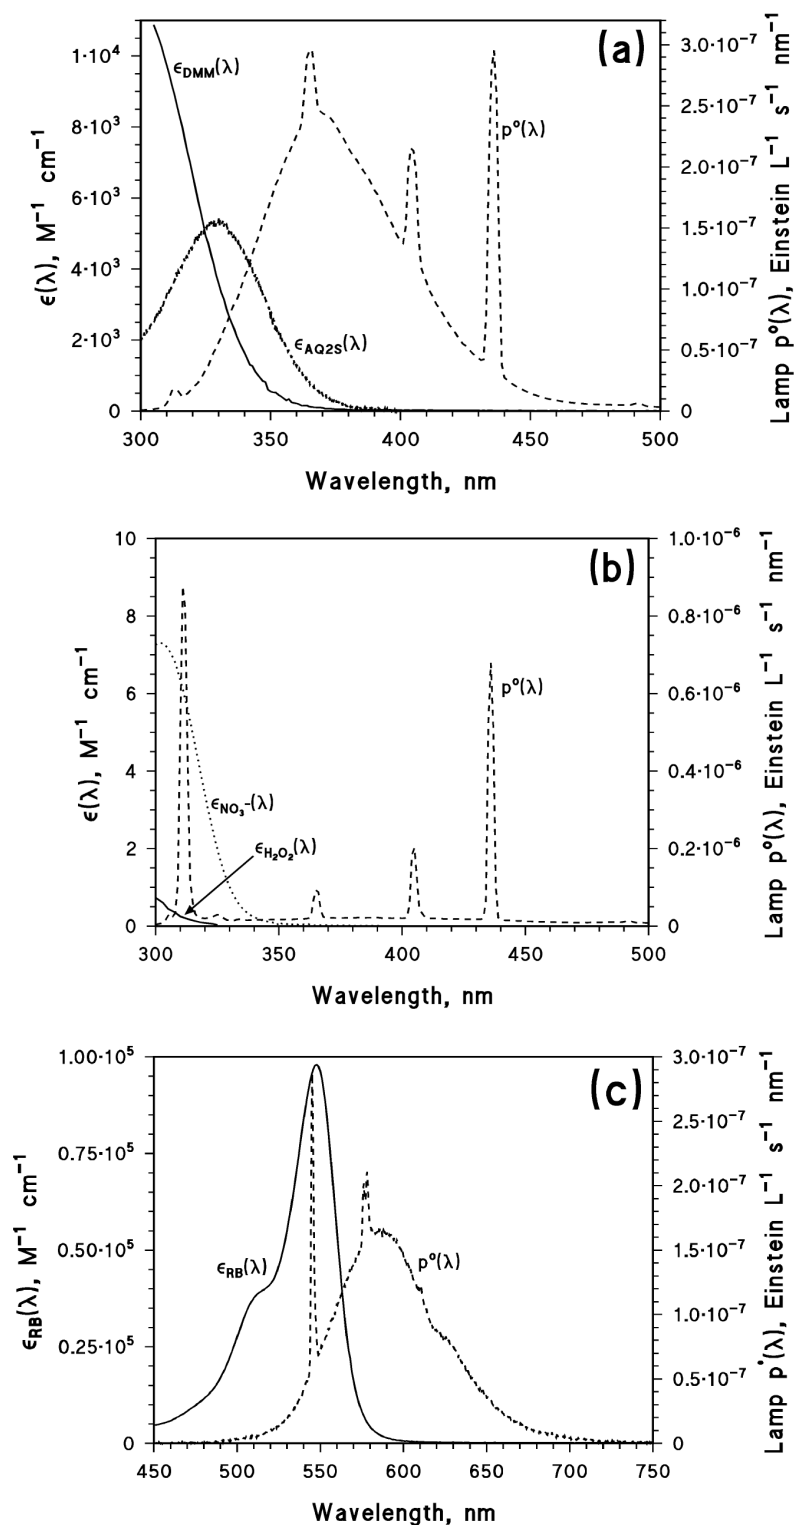 (a)
1·10⁴
8·10³
6·10³
4·10³
2·10³
0
ϵ(λ), M⁻¹ cm⁻¹
ϵDMM(λ)
ϵAQ2S(λ)
p°(λ)
3.0·10⁻⁷
2.5·10⁻⁷
2.0·10⁻⁷
1.5·10⁻⁷
1.0·10⁻⁷
0.5·10⁻⁷
0
Lamp p°(λ), Einstein L⁻¹ s⁻¹ nm⁻¹
300 350 400 450 500
Wavelength, nm
(b)
10
8
6
4
2
0
ϵ(λ), M⁻¹ cm⁻¹
ϵNO₃-(λ)
ϵH₂O₂(λ)
p°(λ)
1.0·10⁻⁶
0.8·10⁻⁶
0.6·10⁻⁶
0.4·10⁻⁶
0.2·10⁻⁶
0
Lamp p°(λ), Einstein L⁻¹ s⁻¹ nm⁻¹
300 350 400 450 500
Wavelength, nm
(c)
1.00·10⁵
0.75·10⁵
0.50·10⁵
0.25·10⁵
0
ϵRB(λ), M⁻¹ cm⁻¹
ϵRB(λ)
p°(λ)
3.0·10⁻⁷
2.5·10⁻⁷
2.0·10⁻⁷
1.5·10⁻⁷
1.0·10⁻⁷
0.5·10⁻⁷
0
Lamp p°(λ), Einstein L⁻¹ s⁻¹ nm⁻¹
450 500 550 600 650 700 750
Wavelength, nm